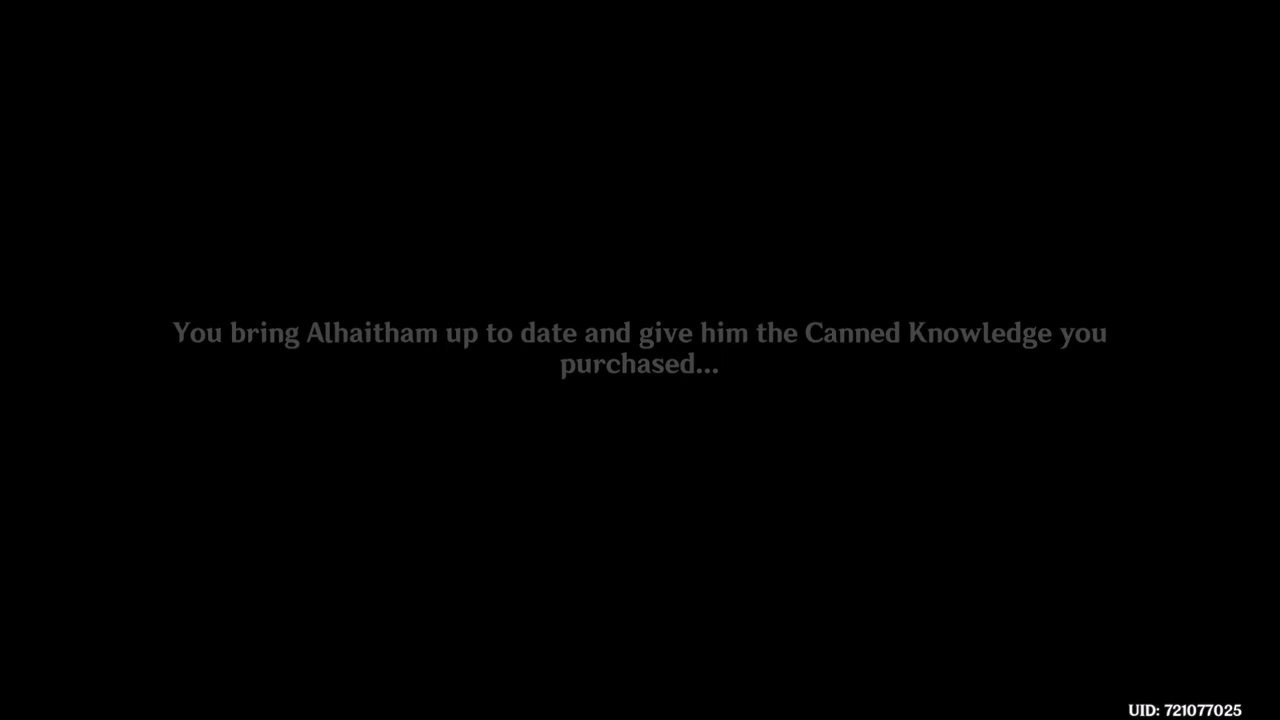 You bring Alhaitham up to date and give him the Canned Knowledge you
purchased...
UID: 721077025